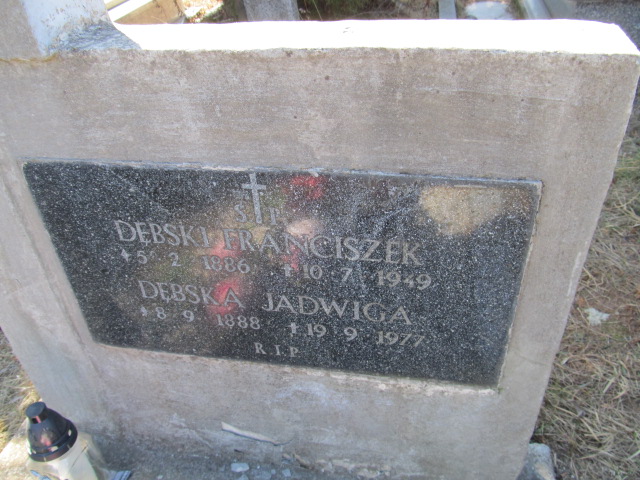 Ś P
DĘBSKI FRANCISZEK
*5. 2. 1886. †10. 7. 1949
DĘBSKA JADWIGA
*8. 9. 1888 †19. 9. 1977
R.I.P